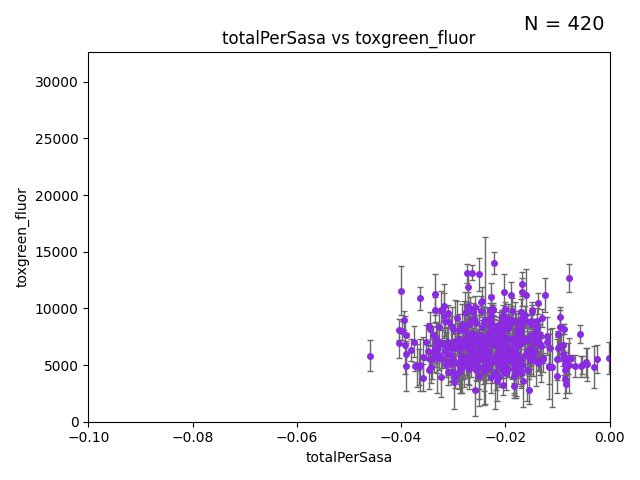 N = 420
totalPerSasa vs toxgreen_fluor
30000
25000
20000
15000
10000
5000
0
toxgreen_fluor
−0.10 −0.08 −0.06 −0.04 −0.02 0.00
totalPerSasa